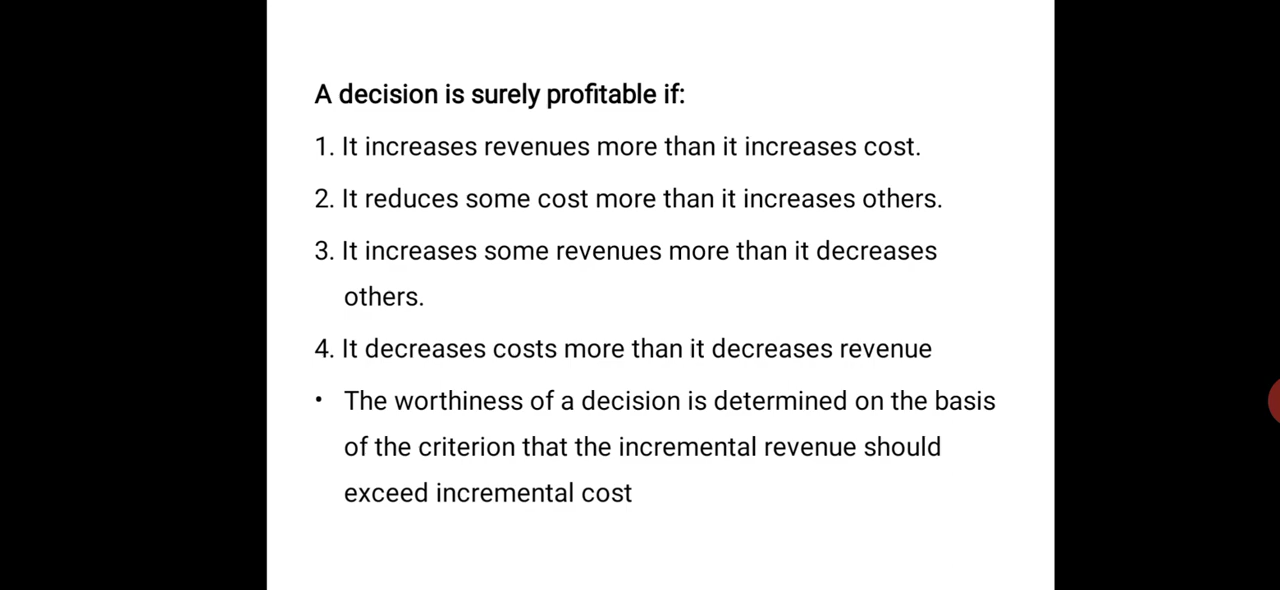 A decision is surely profitable if:
1. It increases revenues more than it increases cost.
2. It reduces some cost more than it increases others.
3. It increases some revenues more than it decreases
others.
4. It decreases costs more than it decreases revenue
• The worthiness of a decision is determined on the basis
of the criterion that the incremental revenue should
exceed incremental cost